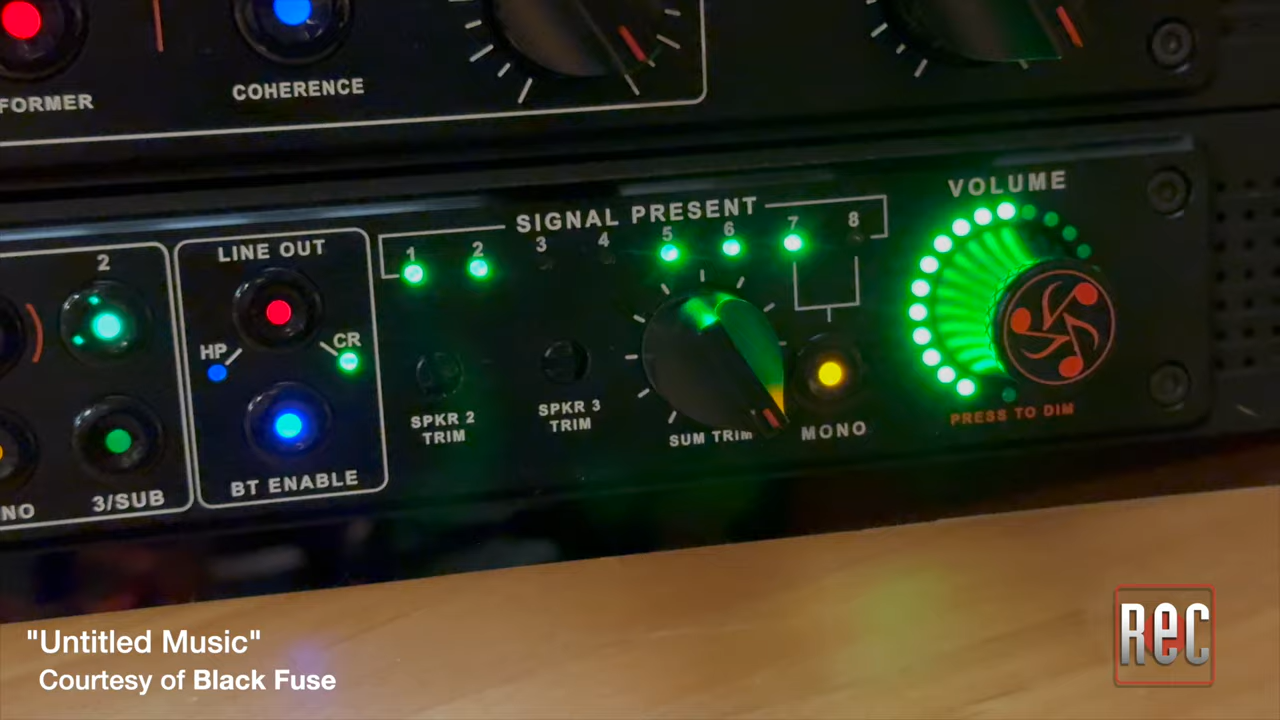 FORMER
COHERENCE
VOLUME
SIGNAL PRESENT
1 2 3 4 5 6 7 8
2
LINE OUT
HP
CR
SPKR 2
TRIM
SPKR 3
TRIM
SUM TRIM
MONO
PRESS TO DIM
NO
3/SUB
BT ENABLE
"Untitled Music"
Courtesy of Black Fuse
REC